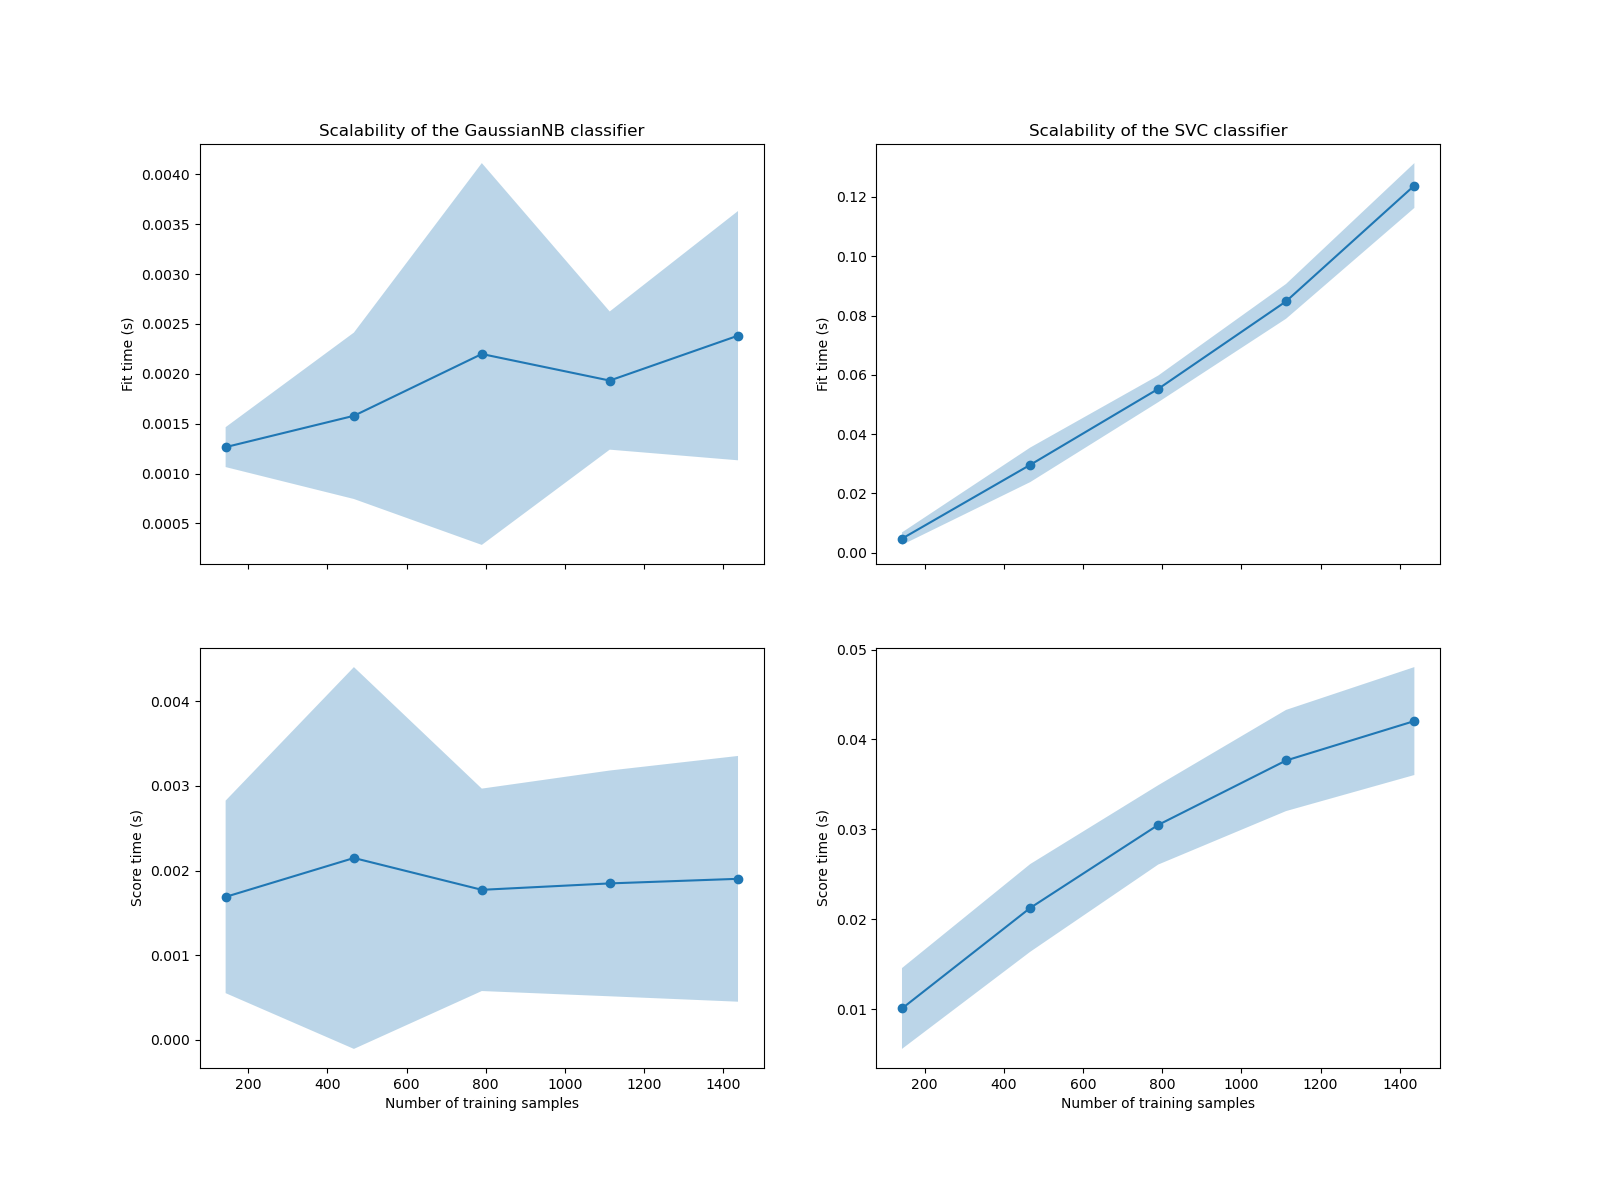 Scalability of the GaussianNB classifier
0.0040
0.0035
0.0030
0.0025
0.0020
0.0015
0.0010
0.0005
Fit time (s)
Scalability of the SVC classifier
0.12
0.10
0.08
0.06
0.04
0.02
0.00
Fit time (s)
0.004
0.003
0.002
0.001
0.000
Score time (s)
200 400 600 800 1000 1200 1400
Number of training samples
0.05
0.04
0.03
0.02
0.01
Score time (s)
200 400 600 800 1000 1200 1400
Number of training samples